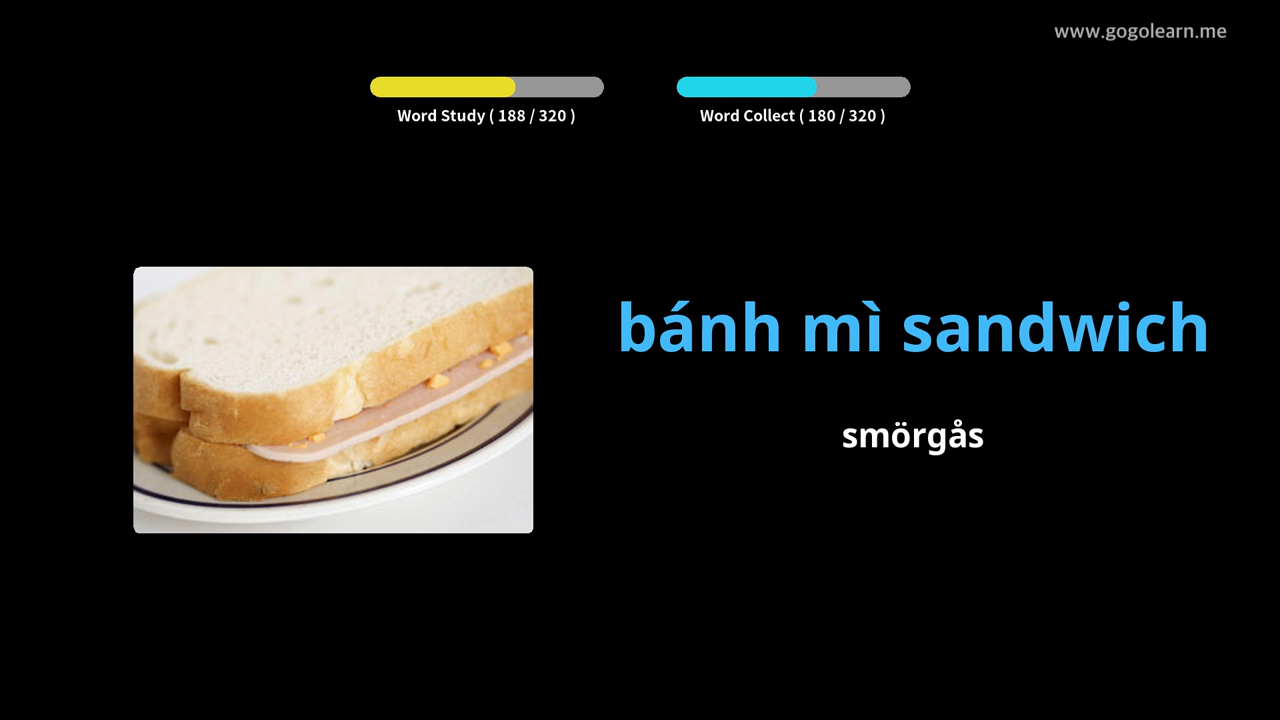 www.gogolearn.me
Word Study ( 188 / 320 )
Word Collect ( 180 / 320 )
bánh mì sandwich
smörgås